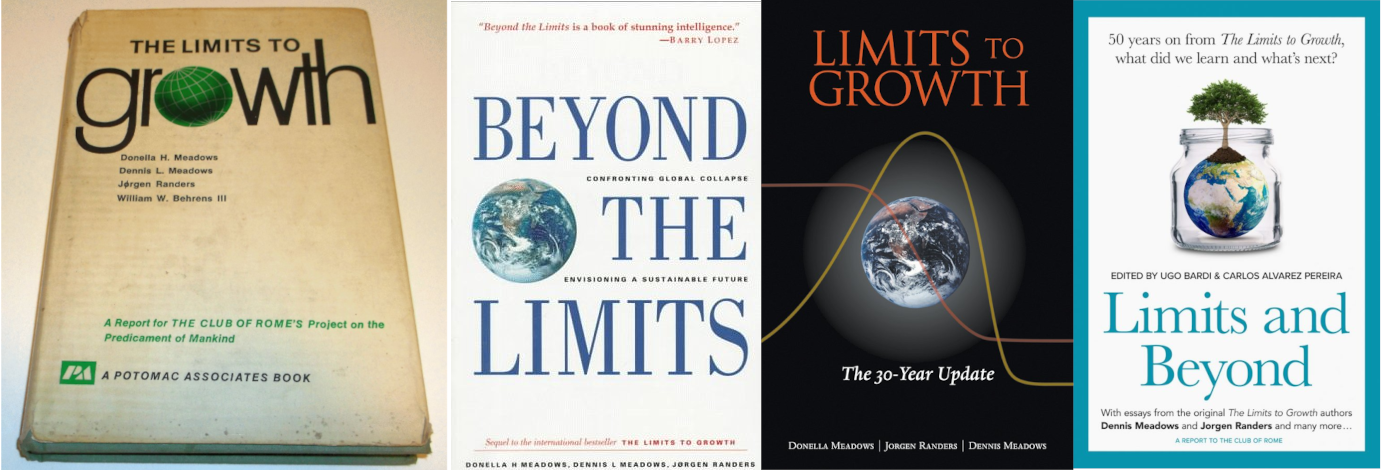 THE LIMITS TO
growth
Donella H. Meadows
Dennis L. Meadows
Jørgen Randers
William W. Behrens III
A Report for THE CLUB OF ROME'S Project on the
Predicament of Mankind
PA A POTOMAC ASSOCIATES BOOK
"Beyond the Limits is a book of stunning intelligence."
—BARRY LOPEZ
BEYOND
CONFRONTING GLOBAL COLLAPSE
THE
ENVISIONING A SUSTAINABLE FUTURE
LIMITS
Sequel to the international bestseller THE LIMITS TO GROWTH
DONELLA H MEADOWS, DENNIS L MEADOWS, JØRGEN RANDERS
LIMITS TO
GROWTH
The 30-Year Update
DONELLA MEADOWS | JORGEN RANDERS | DENNIS MEADOWS
50 years on from The Limits to Growth,
what did we learn and what's next?
EDITED BY UGO BARDI & CARLOS ALVAREZ PEREIRA
Limits and
Beyond
With essays from the original The Limits to Growth authors
Dennis Meadows and Jorgen Randers and many more…
A REPORT TO THE CLUB OF ROME